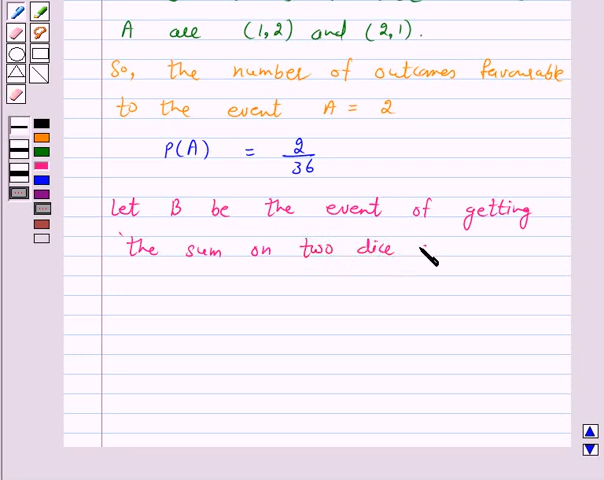 A are (1,2) and (2,1).
So, the number of outcomes favourable
to the event A = 2
P(A) = 2/36
Let B be the event of getting
the sum on two dice